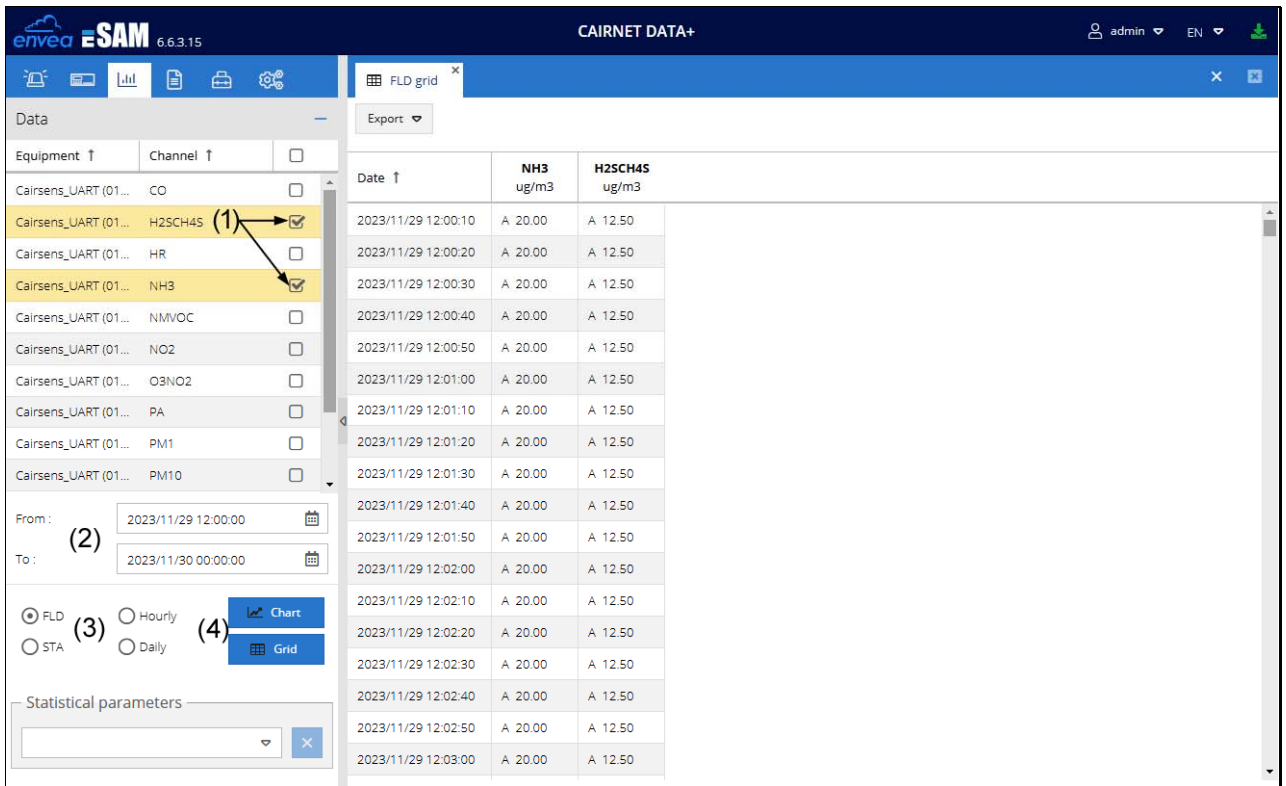 envea eSAM 6.6.3.15 CAIRNET DATA+ admin EN
FLD grid
Data
Export
Equipment ↑ Channel ↑
Date ↑ NH3 ug/m3 H2SCH4S ug/m3
Cairsens_UART (01... CO
Cairsens_UART (01... H2SCH4S (1)
Cairsens_UART (01... HR
Cairsens_UART (01... NH3
Cairsens_UART (01... NMVOC
Cairsens_UART (01... NO2
Cairsens_UART (01... O3NO2
Cairsens_UART (01... PA
Cairsens_UART (01... PM1
Cairsens_UART (01... PM10
From : 2023/11/29 12:00:00
(2)
To : 2023/11/30 00:00:00
FLD Hourly Chart
(3) (4)
STA Daily Grid
Statistical parameters
2023/11/29 12:00:10 A 20.00 A 12.50
2023/11/29 12:00:20 A 20.00 A 12.50
2023/11/29 12:00:30 A 20.00 A 12.50
2023/11/29 12:00:40 A 20.00 A 12.50
2023/11/29 12:00:50 A 20.00 A 12.50
2023/11/29 12:01:00 A 20.00 A 12.50
2023/11/29 12:01:10 A 20.00 A 12.50
2023/11/29 12:01:20 A 20.00 A 12.50
2023/11/29 12:01:30 A 20.00 A 12.50
2023/11/29 12:01:40 A 20.00 A 12.50
2023/11/29 12:01:50 A 20.00 A 12.50
2023/11/29 12:02:00 A 20.00 A 12.50
2023/11/29 12:02:10 A 20.00 A 12.50
2023/11/29 12:02:20 A 20.00 A 12.50
2023/11/29 12:02:30 A 20.00 A 12.50
2023/11/29 12:02:40 A 20.00 A 12.50
2023/11/29 12:02:50 A 20.00 A 12.50
2023/11/29 12:03:00 A 20.00 A 12.50